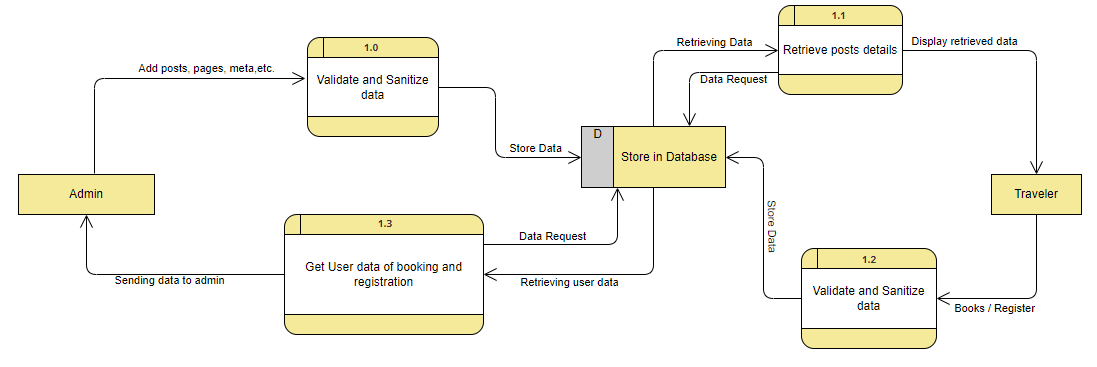 1.1
Retrieve posts details
Display retrieved data
Retrieving Data
Data Request
1.0
Validate and Sanitize
data
Add posts, pages, meta,etc.
D
Store in Database
Store Data
Admin
Traveler
Store Data
1.3
Get User data of booking and
registration
Data Request
Retrieving user data
Sending data to admin
1.2
Validate and Sanitize
data
Books / Register